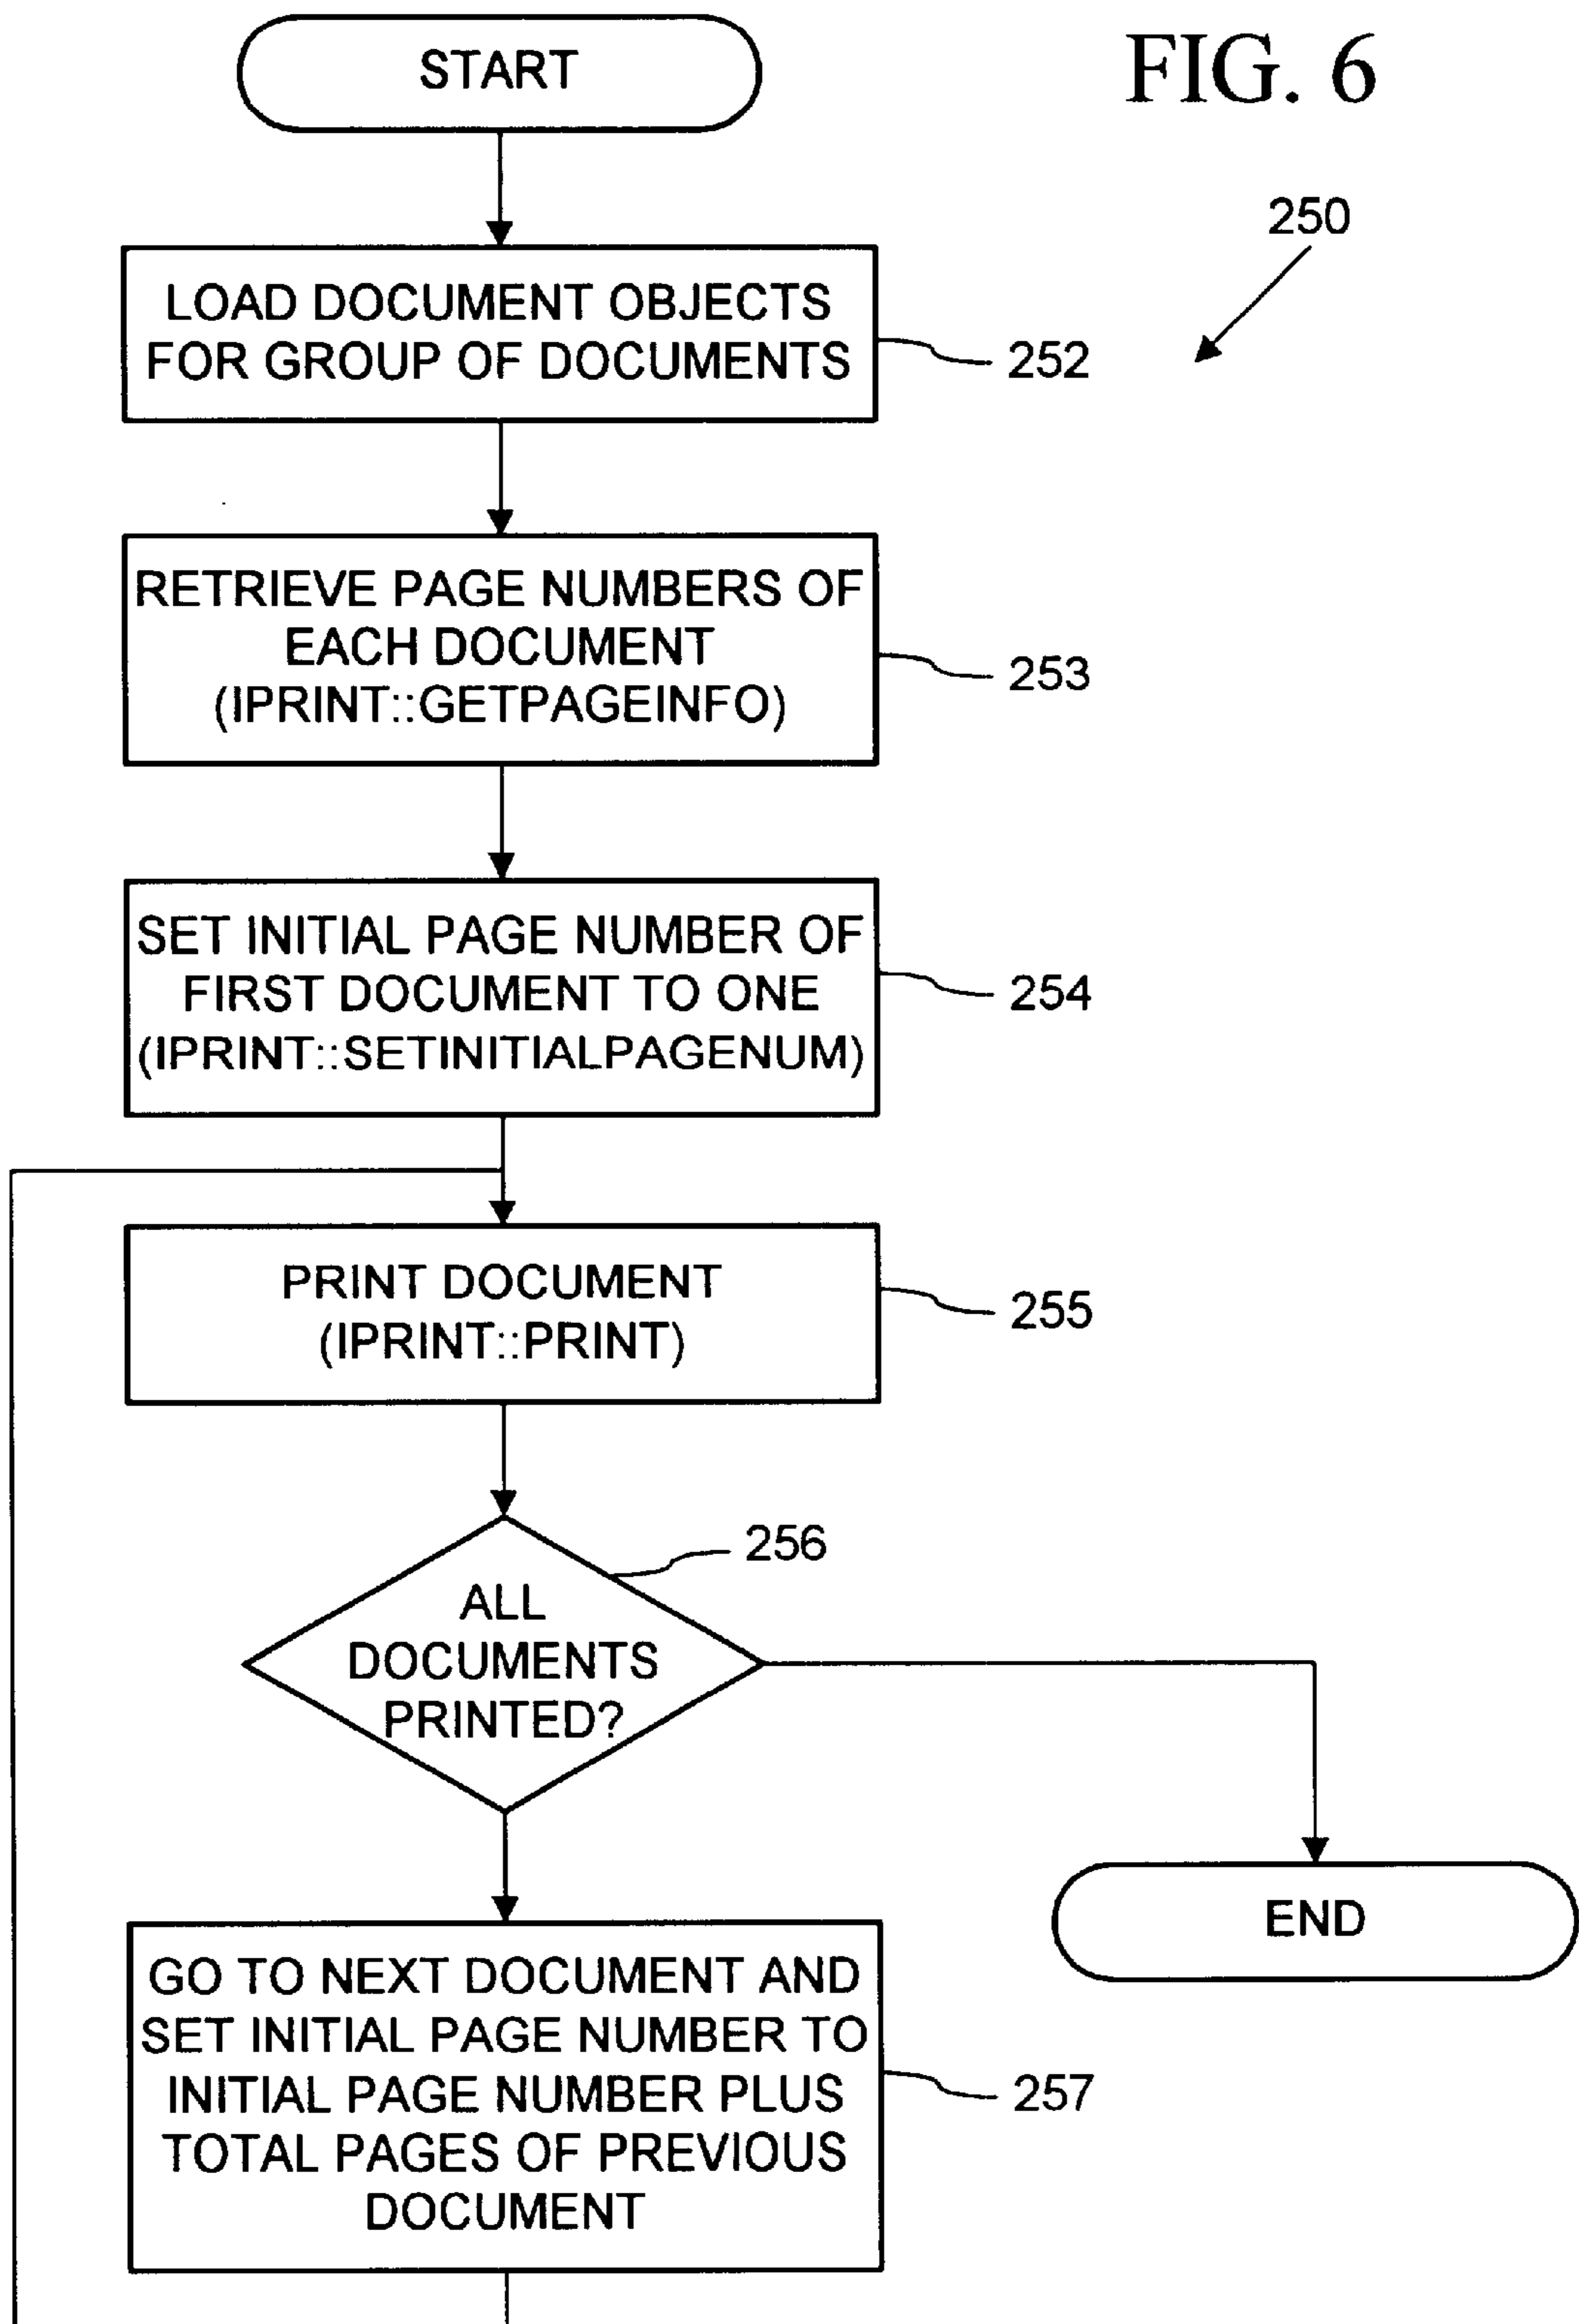 START
FIG. 6
250
LOAD DOCUMENT OBJECTS
FOR GROUP OF DOCUMENTS
252
RETRIEVE PAGE NUMBERS OF
EACH DOCUMENT
(IPRINT::GETPAGEINFO)
253
SET INITIAL PAGE NUMBER OF
FIRST DOCUMENT TO ONE
(IPRINT::SETINITIALPAGENUM)
254
PRINT DOCUMENT
(IPRINT::PRINT)
255
256
ALL
DOCUMENTS
PRINTED?
END
GO TO NEXT DOCUMENT AND
SET INITIAL PAGE NUMBER TO
INITIAL PAGE NUMBER PLUS
TOTAL PAGES OF PREVIOUS
DOCUMENT
257